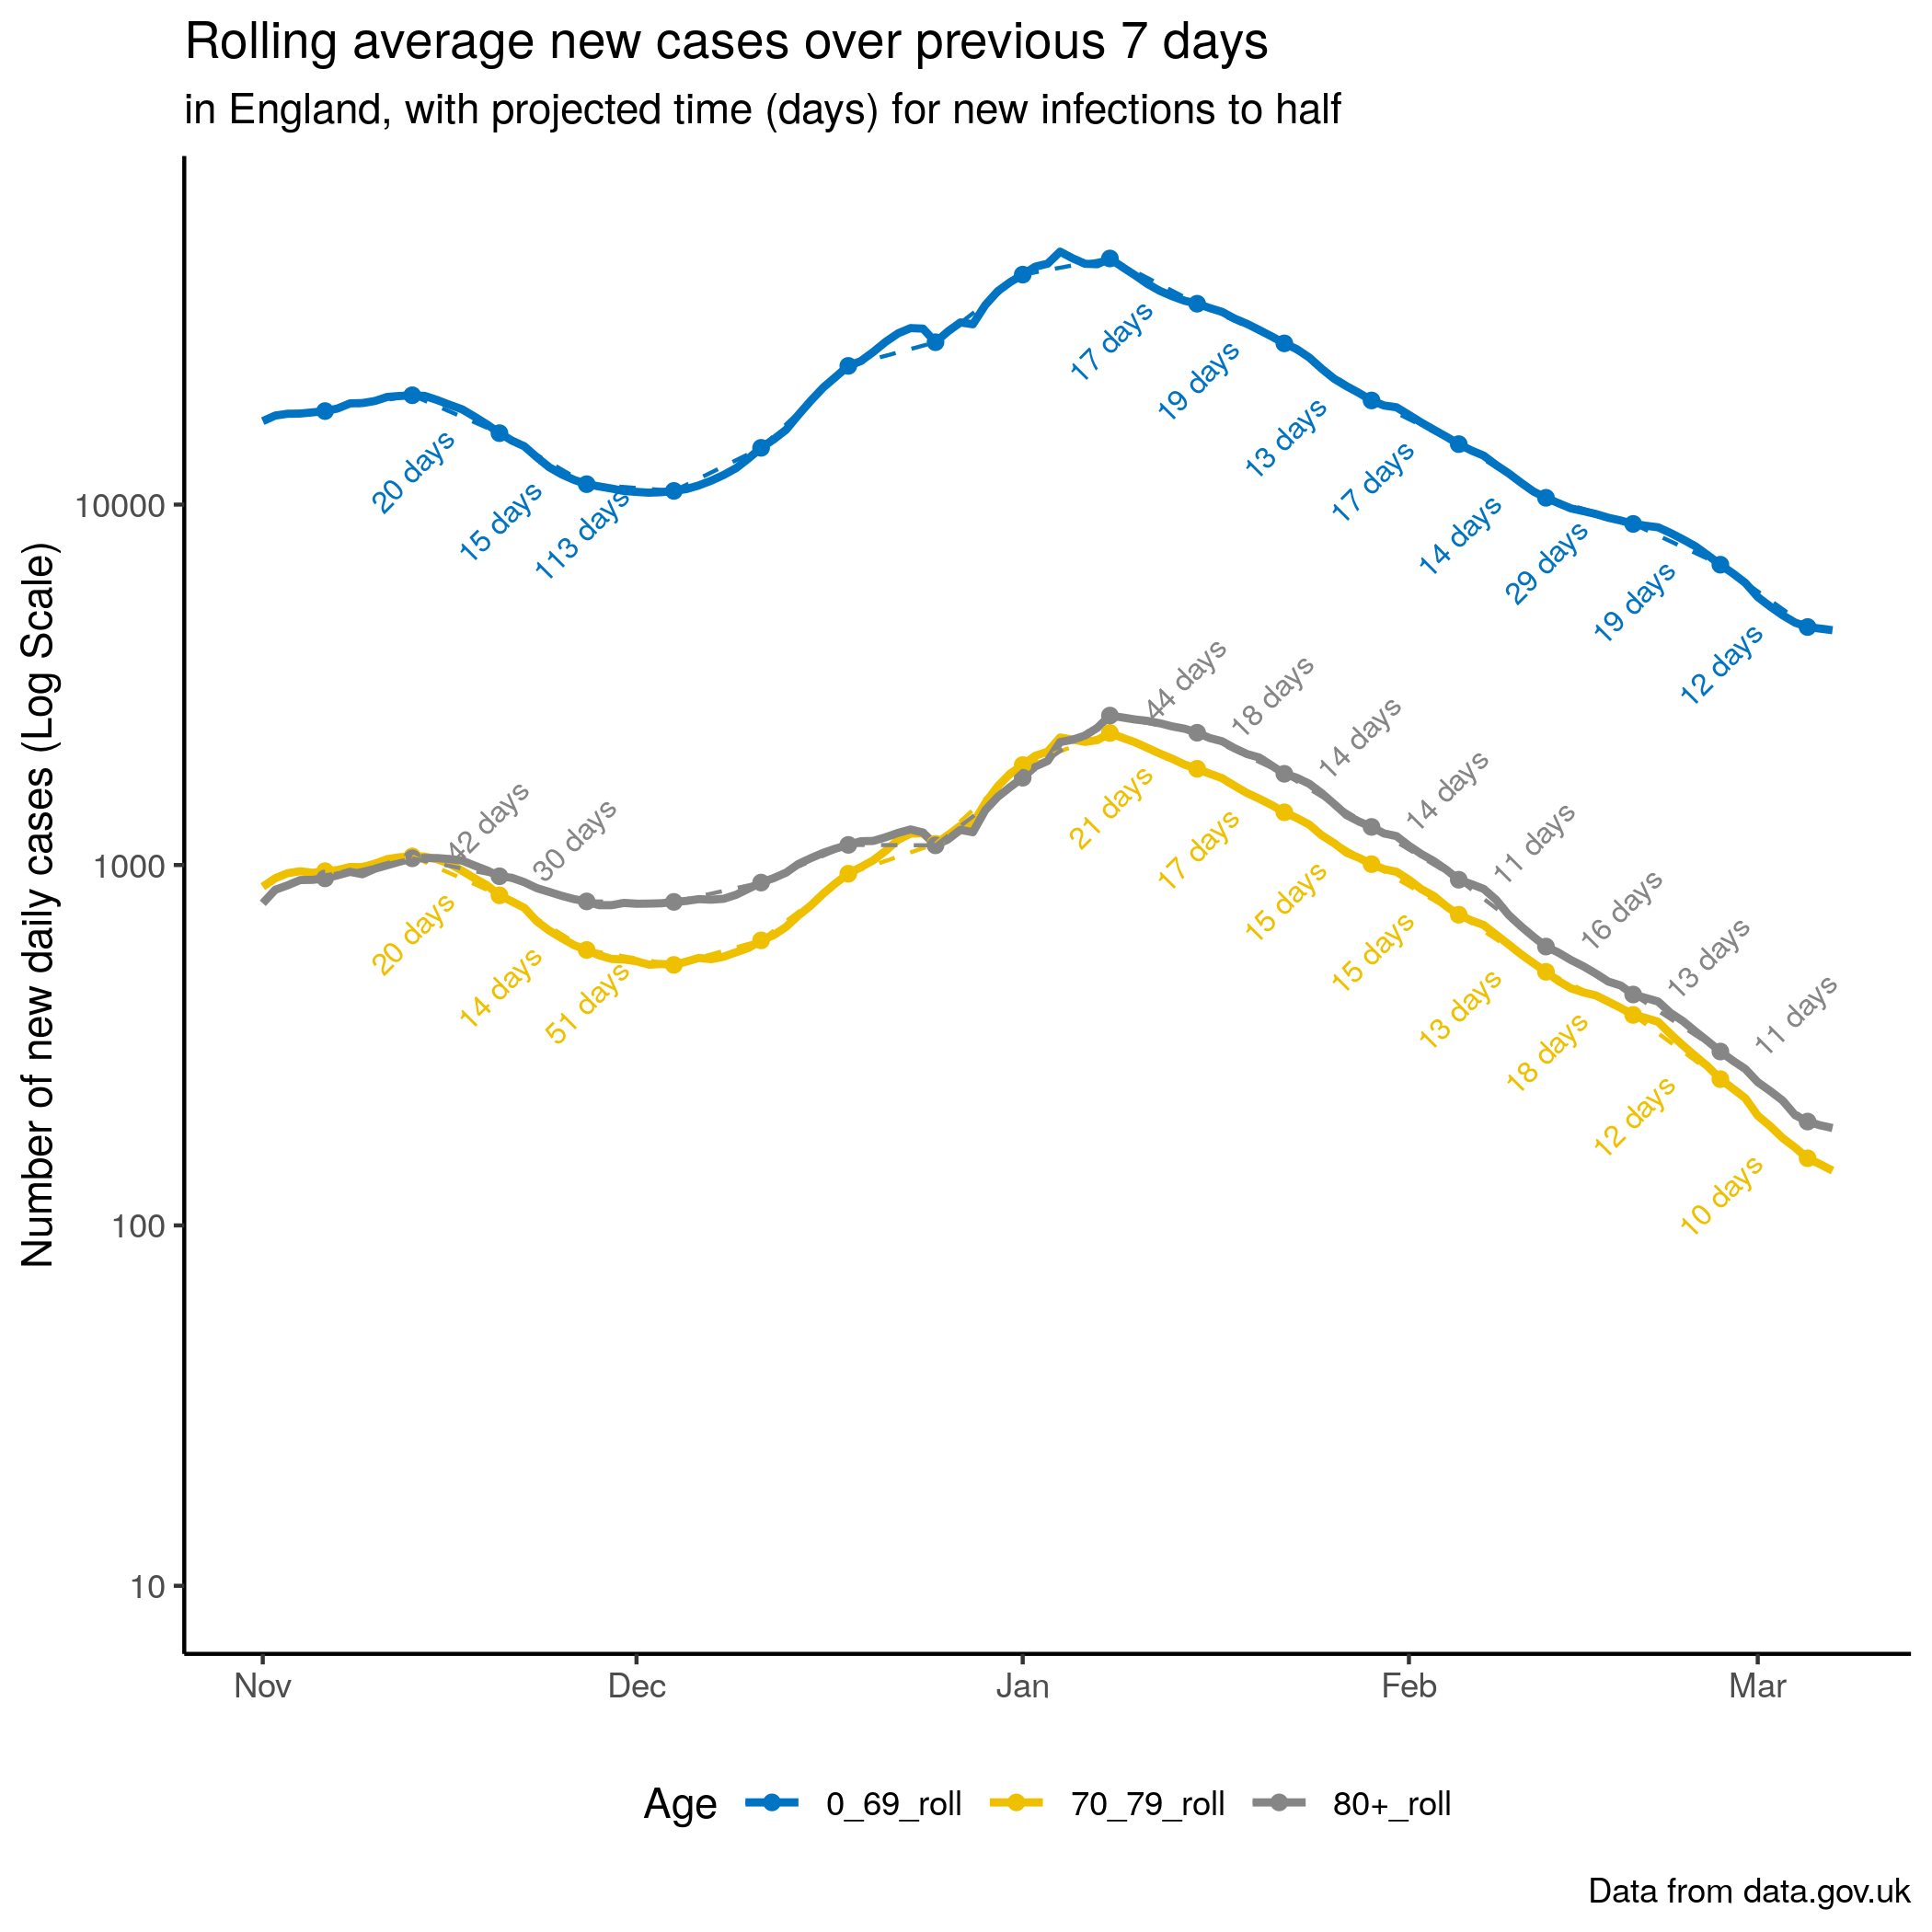 Rolling average new cases over previous 7 days
in England, with projected time (days) for new infections to half
Number of new daily cases (Log Scale)
10000
1000
100
10
20 days
15 days
113 days
17 days
19 days
13 days
17 days
14 days
29 days
19 days
12 days
42 days
30 days
44 days
18 days
14 days
14 days
11 days
16 days
13 days
11 days
20 days
14 days
51 days
21 days
17 days
15 days
15 days
13 days
18 days
12 days
10 days
Nov
Dec
Jan
Feb
Mar
Age
0_69_roll
70_79_roll
80+_roll
Data from data.gov.uk